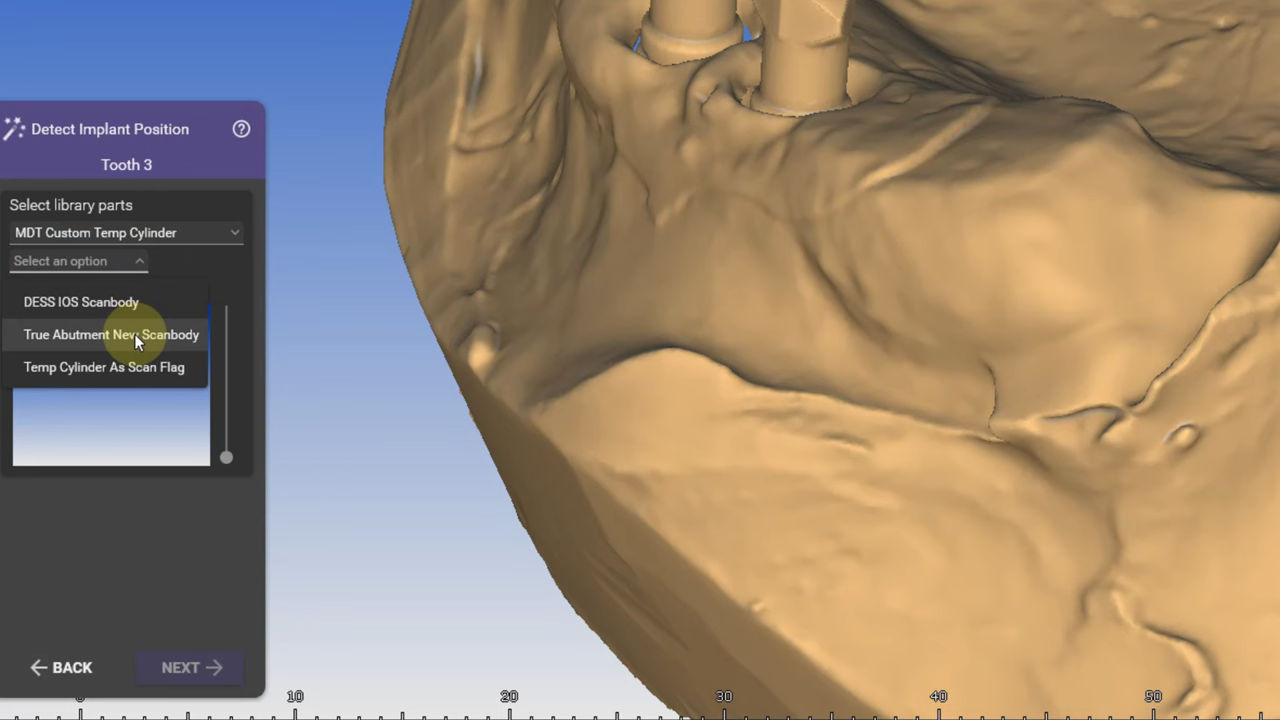 Detect Implant Position
Tooth 3
Select library parts
MDT Custom Temp Cylinder
Select an option
DESS IOS Scanbody
True Abutment New Scanbody
Temp Cylinder As Scan Flag
BACK
NEXT
0 10 20 30 40 50